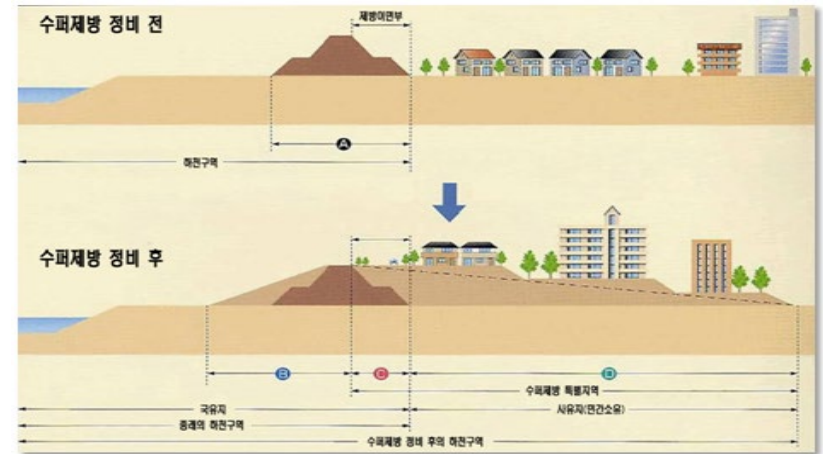 수퍼제방 정비 전
제방이면부
A
하천구역
수퍼제방 정비 후
B
C
D
수퍼제방 특별지역
국유지
사유지(민간소유)
종래의 하천구역
수퍼제방 정비 후의 하천구역